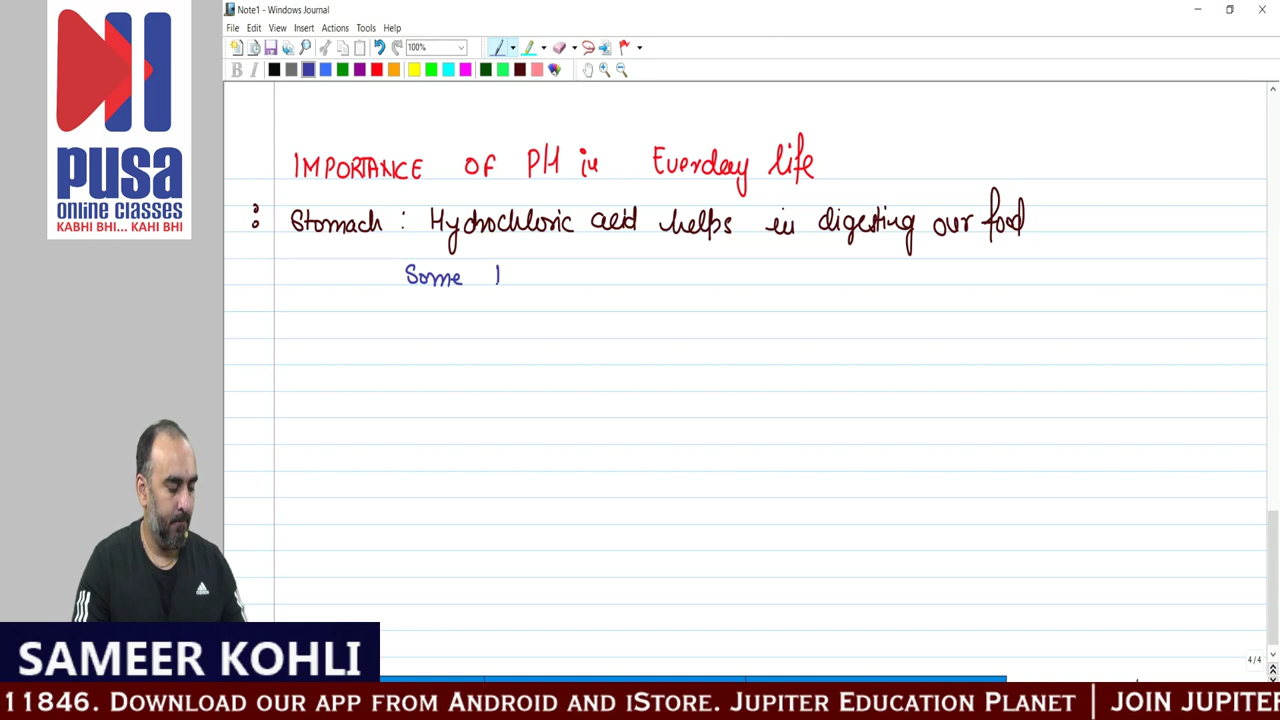 Note1 - Windows Journal
File Edit View Insert Actions Tools Help
100%
B I
PUSA
ONLINE CLASSES
KABHI BHI... KAHI BHI
IMPORTANCE OF PH in Everday life
: Stomach : Hydrochloric acid helps in digesting our food
Some
4/4
SAMEER KOHLI
11846. Download our app from Android and iStore. Jupiter Education Planet | JOIN JUPITE